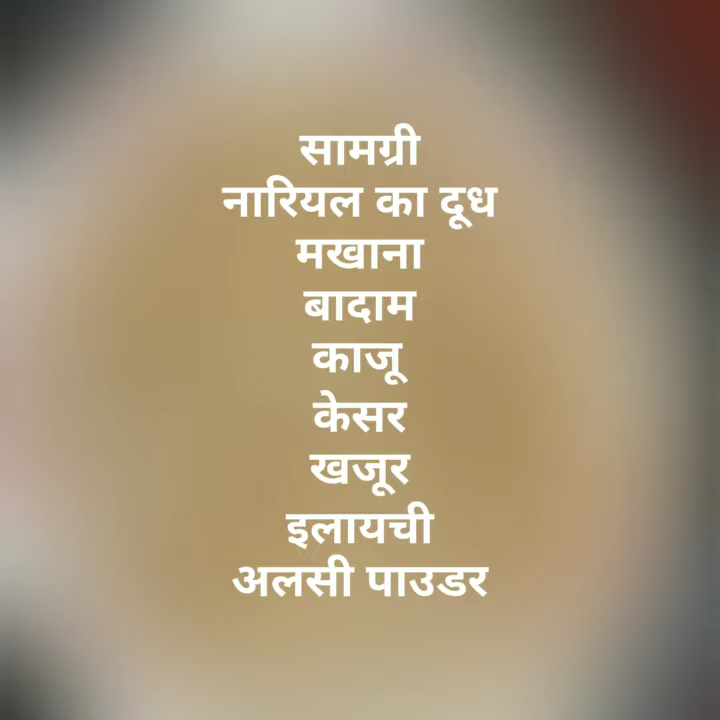 सामग्री
नारियल का दूध
मखाना
बादाम
काजू
केसर
खजूर
इलायची
अलसी पाउडर